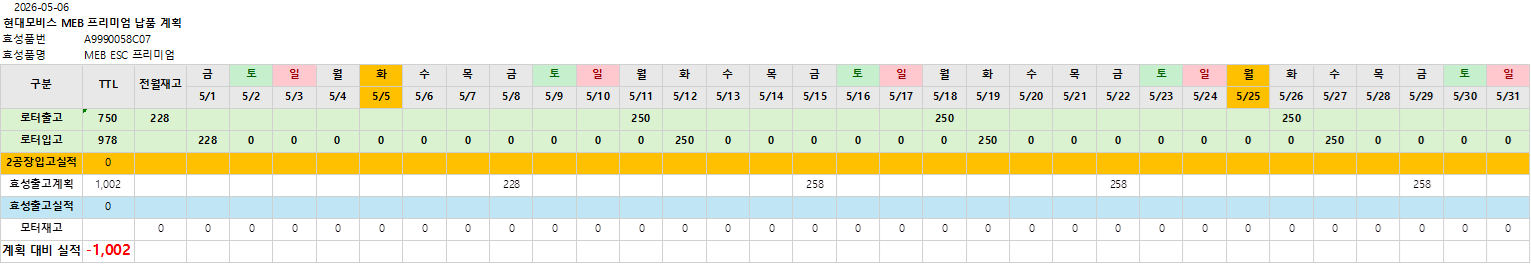 2026-05-06
현대모비스 MEB 프리미엄 납품 계획
효성품번 A9990058C07
효성품명 MEB ESC 프리미엄
구분 TTL 전월재고 금 토 일 월 화 수 목 금 토 일 월 화 수 목 금 토 일 월 화 수 목 금 토 일 월 화 수 목 금 토 일
5/1 5/2 5/3 5/4 5/5 5/6 5/7 5/8 5/9 5/10 5/11 5/12 5/13 5/14 5/15 5/16 5/17 5/18 5/19 5/20 5/21 5/22 5/23 5/24 5/25 5/26 5/27 5/28 5/29 5/30 5/31
로터출고 750 228 250 250 250
로터입고 978 228 0 0 0 0 0 0 0 0 0 0 250 0 0 0 0 0 0 250 0 0 0 0 0 0 0 250 0 0 0 0
2공장입고실적 0
효성출고계획 1,002 228 258 258 258
효성출고실적 0
모터재고 0 0 0 0 0 0 0 0 0 0 0 0 0 0 0 0 0 0 0 0 0 0 0 0 0 0 0 0 0 0 0 0
계획 대비 실적 -1,002